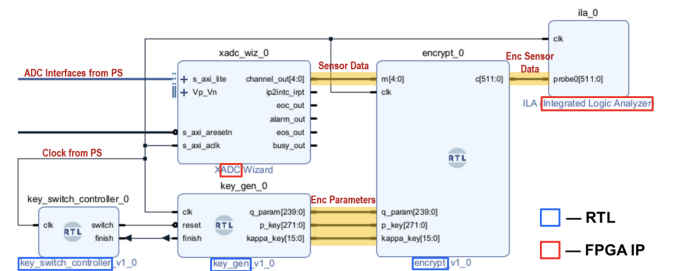 ila_0
clk
probe0[511:0]
ILA (Integrated Logic Analyzer)
xadc_wiz_0
s_axi_lite
Vp_Vn
s_axi_aresetn
s_axi_aclk
channel_out[4:0]
ip2intc_irpt
eoc_out
alarm_out
eos_out
busy_out
XADC Wizard
ADC Interfaces from PS
Clock from PS
Sensor Data
encrypt_0
m[4:0]
clk
q_param[239:0]
p_key[271:0]
kappa_key[15:0]
c[511:0]
RTL
encrypt_v1_0
Enc Sensor
Data
key_switch_controller_0
clk
RTL
switch
finish
key_switch_controller_v1_0
key_gen_0
clk
reset
finish
RTL
q_param[239:0]
p_key[271:0]
kappa_key[15:0]
key_gen_v1_0
Enc Parameters
— RTL
— FPGA IP